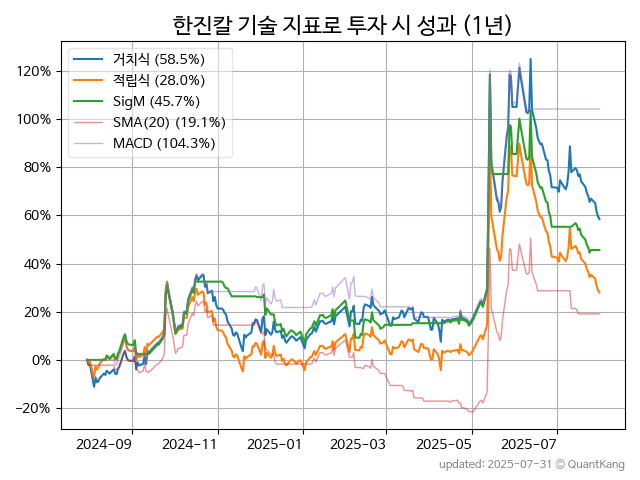 한진칼 기술 지표로 투자 시 성과 (1년)
거치식 (58.5%)
적립식 (28.0%)
SigM (45.7%)
SMA(20) (19.1%)
MACD (104.3%)
120%
100%
80%
60%
40%
20%
0%
−20%
2024-09 2024-11 2025-01 2025-03 2025-05 2025-07
updated: 2025-07-31 © QuantKang